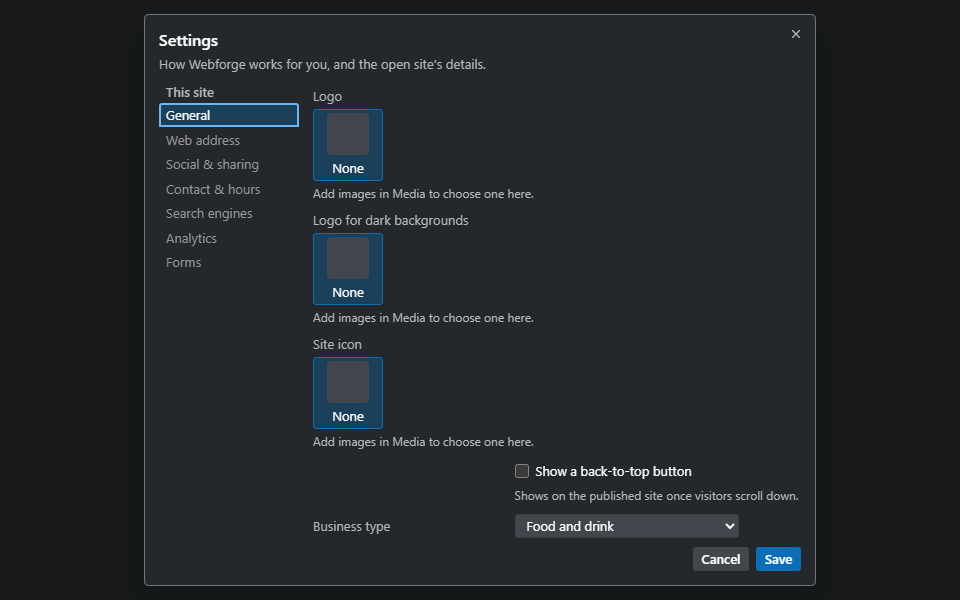 Settings
How Webforge works for you, and the open site's details.
This site
General
Web address
Social & sharing
Contact & hours
Search engines
Analytics
Forms
Logo
None
Add images in Media to choose one here.
Logo for dark backgrounds
None
Add images in Media to choose one here.
Site icon
None
Add images in Media to choose one here.
Show a back-to-top button
Shows on the published site once visitors scroll down.
Business type
Food and drink
Cancel
Save